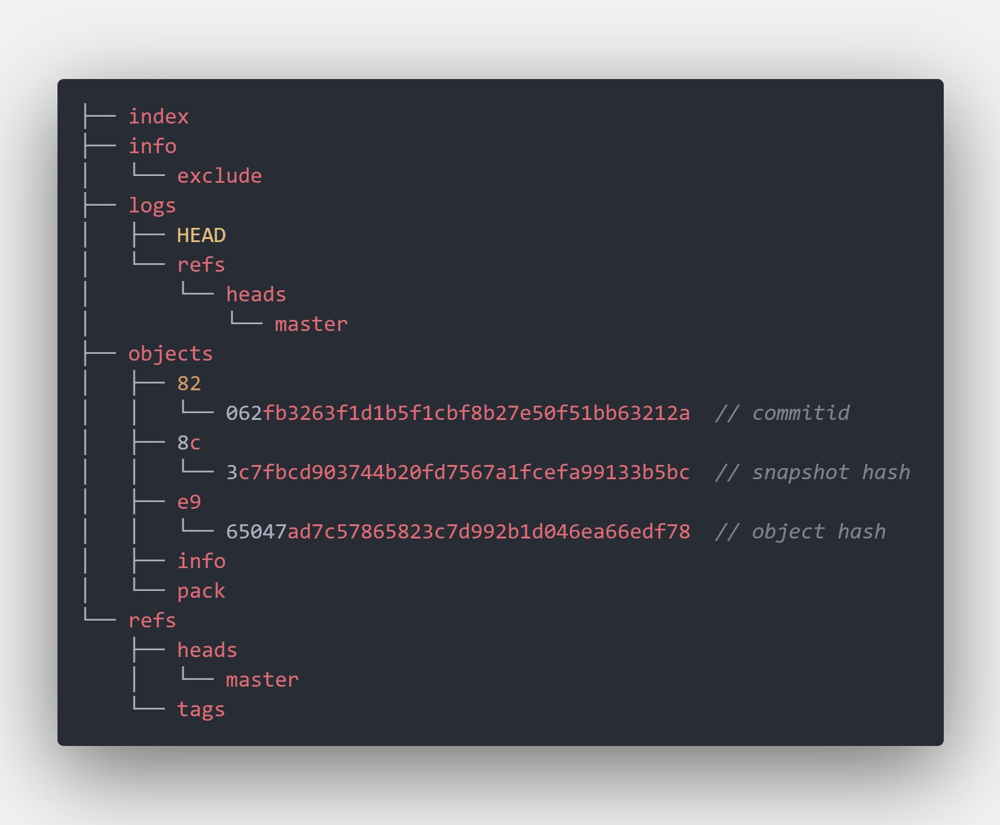 ├── index
├── info
│   └── exclude
├── logs
│   ├── HEAD
│   └── refs
│       └── heads
│           └── master
├── objects
│   ├── 82
│   │   └── 062fb3263f1d1b5f1cbf8b27e50f51bb63212a  // commitid
│   ├── 8c
│   │   └── 3c7fbcd903744b20fd7567a1fcefa99133b5bc  // snapshot hash
│   ├── e9
│   │   └── 65047ad7c57865823c7d992b1d046ea66edf78  // object hash
│   ├── info
│   └── pack
└── refs
    ├── heads
    │   └── master
    └── tags